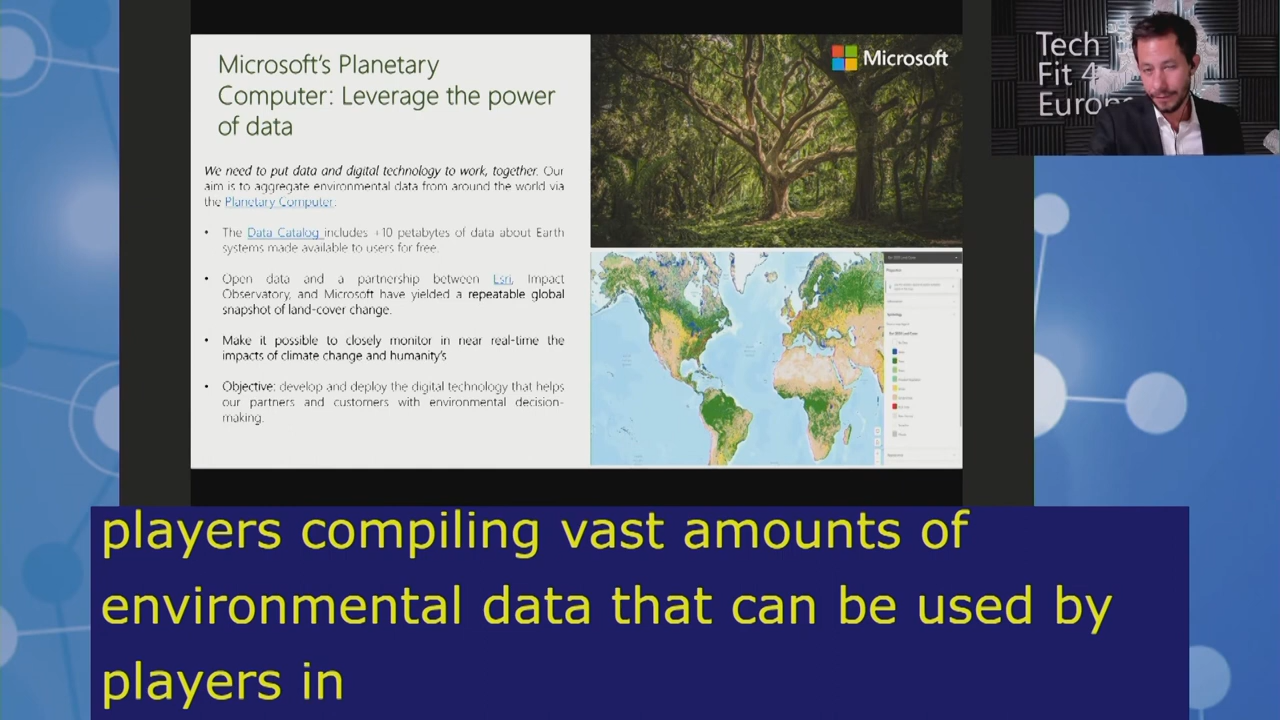 Microsoft's Planetary
Computer: Leverage the power
of data
Microsoft
Tech
Fit 4
Europe
We need to put data and digital technology to work, together. Our
aim is to aggregate environmental data from around the world via
the Planetary Computer.
• The Data Catalog includes +10 petabytes of data about Earth
systems made available to users for free.
• Open data and a partnership between Esri, Impact
Observatory and Microsoft have yielded a repeatable global
snapshot of land-cover change.
• Make it possible to closely monitor in near real-time the
impacts of climate change and humanity's
• Objective: develop and deploy the digital technology that helps
our partners and customers with environmental decision-
making.
players compiling vast amounts of
environmental data that can be used by
players in